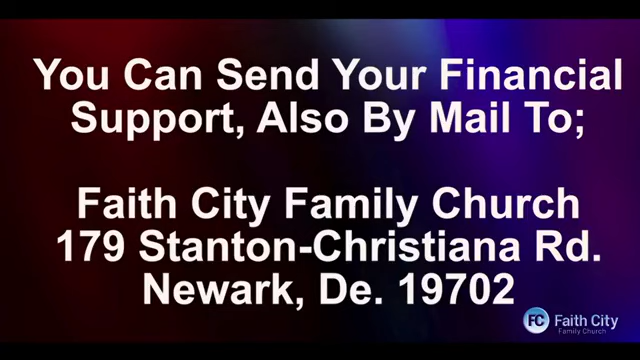 You Can Send Your Financial
Support, Also By Mail To;
Faith City Family Church
179 Stanton-Christiana Rd.
Newark, De. 19702
FC Faith City
Family Church